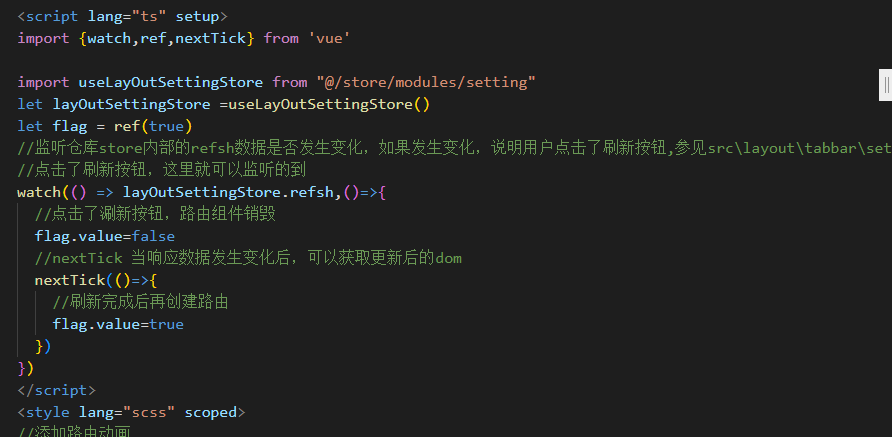 <script lang="ts" setup>
import {watch,ref,nextTick} from 'vue'
import useLayOutSettingStore from "@/store/modules/setting"
let layOutSettingStore =useLayOutSettingStore()
let flag = ref(true)
//监听仓库store内部的refsh数据是否发生变化，如果发生变化，说明用户点击了刷新按钮,参见src\layout\tabbar\set
//点击了刷新按钮，这里就可以监听的到
watch(() => layOutSettingStore.refsh,()=>{
//点击了涮新按钮，路由组件销毁
flag.value=false
//nextTick 当响应数据发生变化后，可以获取更新后的dom
nextTick(()=>{
//刷新完成后再创建路由
flag.value=true
})
})
</script>
<style lang="scss" scoped>
//添加路由动画